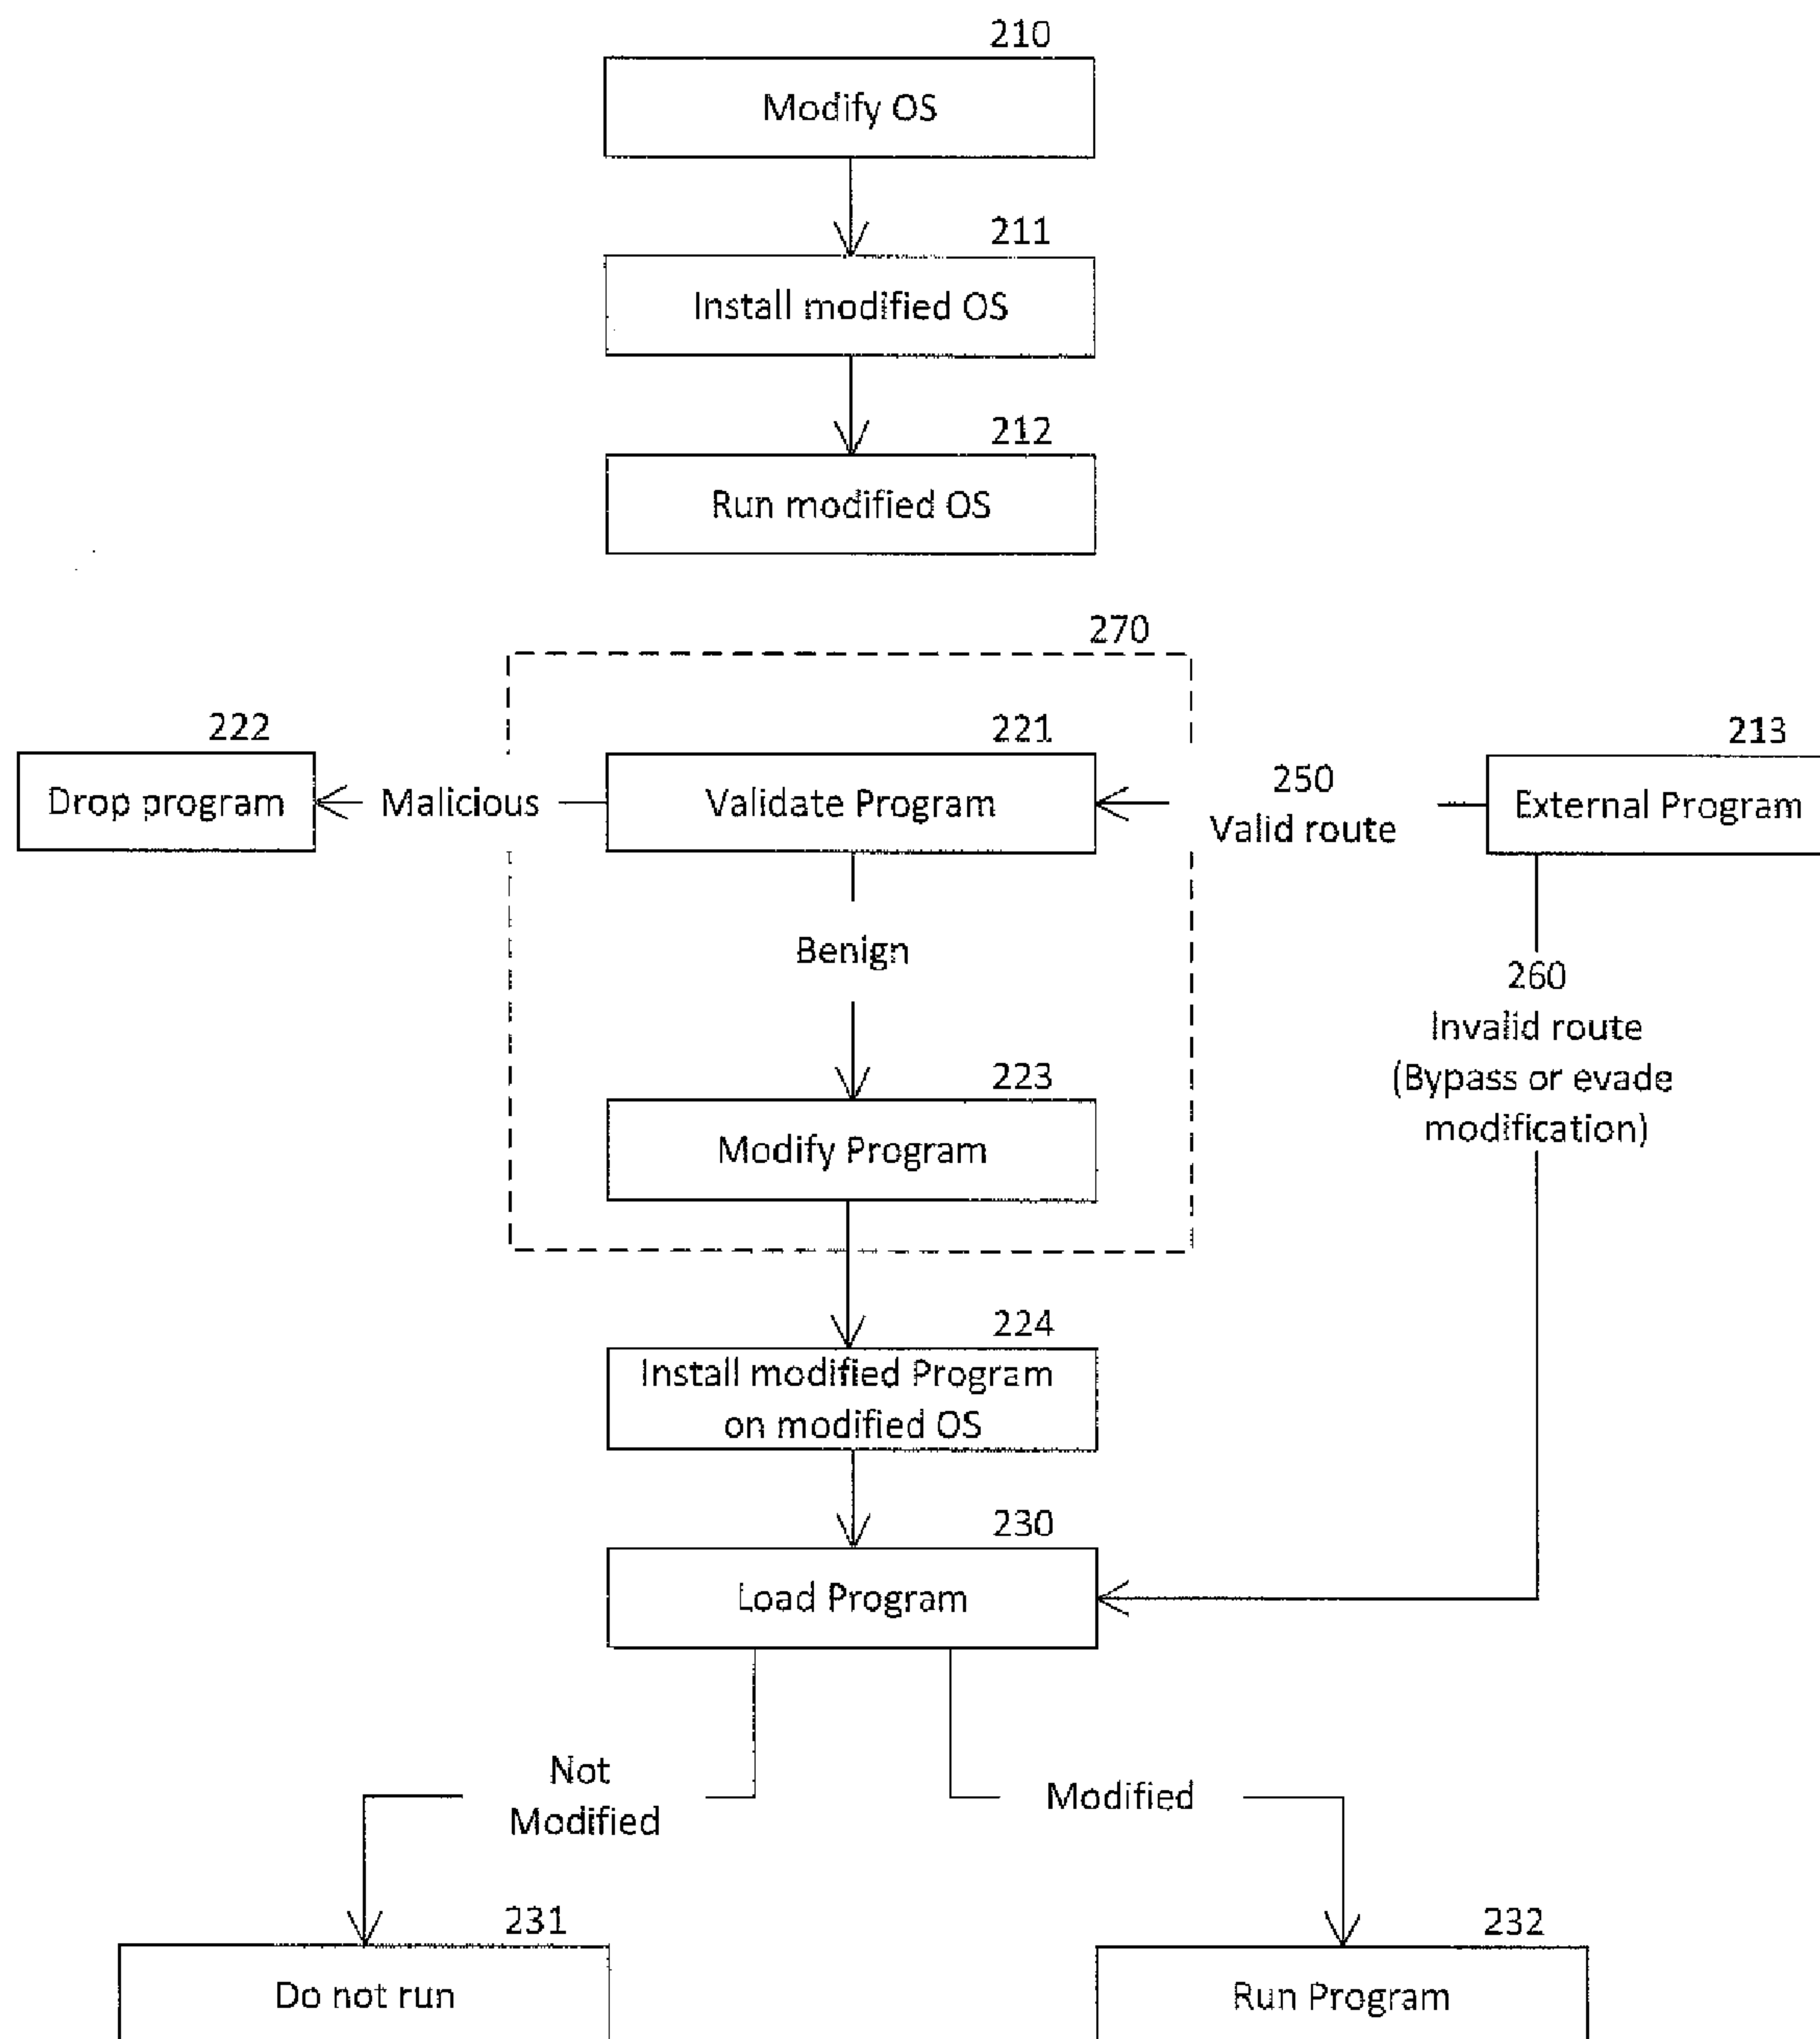 210
Modify OS
211
Install modified OS
212
Run modified OS
270
222
Drop program
Malicious
221
Validate Program
250
Valid route
213
External Program
Benign
260
Invalid route
(Bypass or evade
modification)
223
Modify Program
224
Install modified Program
on modified OS
230
Load Program
Not
Modified
Modified
231
Do not run
232
Run Program